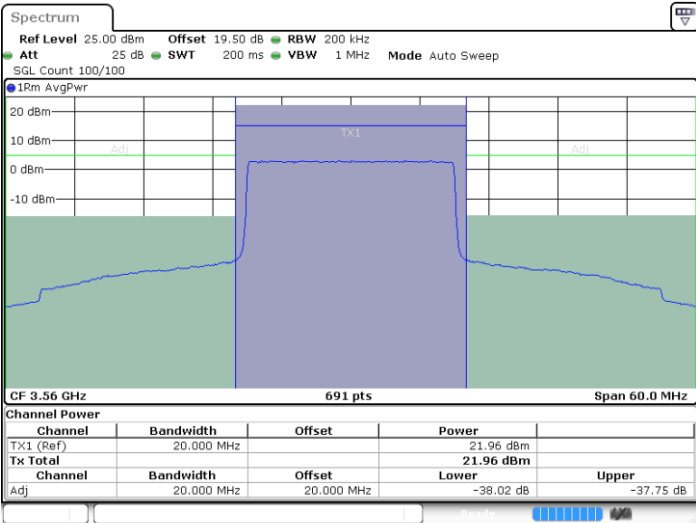 Spectrum
Ref Level 25.00 dBm Offset 19.50 dB RBW 200 kHz
Att 25 dB SWT 200 ms VBW 1 MHz Mode Auto Sweep
SGL Count 100/100
1Rm AvgPwr
20 dBm
TX1
10 dBm
Adj Adj
0 dBm
-10 dBm
CF 3.56 GHz 691 pts Span 60.0 MHz
Channel Power
Channel Bandwidth Offset Power
TX1 (Ref) 20.000 MHz 21.96 dBm
Tx Total 21.96 dBm
Channel Bandwidth Offset Lower Upper
Adj 20.000 MHz 20.000 MHz -38.02 dB -37.75 dB
Ready